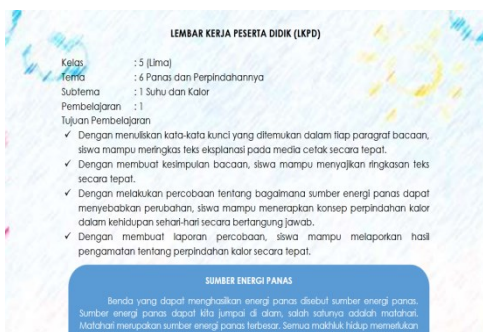 LEMBAR KERJA PESERTA DIDIK (LKPD)
Kelas : 5 (Lima)
Tema : 6 Panas dan Perpindahannya
Subtema : 1 Suhu dan Kalor
Pembelajaran : 1
Tujuan Pembelajaran
✓ Dengan menuliskan kata-kata kunci yang ditemukan dalam tiap paragraf bacaan,
siswa mampu meringkas teks eksplanasi pada media cetak secara tepat.
✓ Dengan membuat kesimpulan bacaan, siswa mampu menyajikan ringkasan teks
secara tepat.
✓ Dengan melakukan percobaan tentang bagaimana sumber energi panas dapat
menyebabkan perubahan, siswa mampu menerapkan konsep perpindahan kalor
dalam kehidupan sehari-hari secara bertangung jawab.
✓ Dengan membuat laporan percobaan, siswa mampu melaporkan hasil
pengamatan tentang perpindahan kalor secara tepat.
SUMBER ENERGI PANAS
Benda yang dapat menghasilkan energi panas disebut sumber energi panas.
Sumber energi panas dapat kita jumpai di alam, salah satunya adalah matahari.
Matahari merupakan sumber energi panas terbesar. Semua makhluk hidup memerlukan